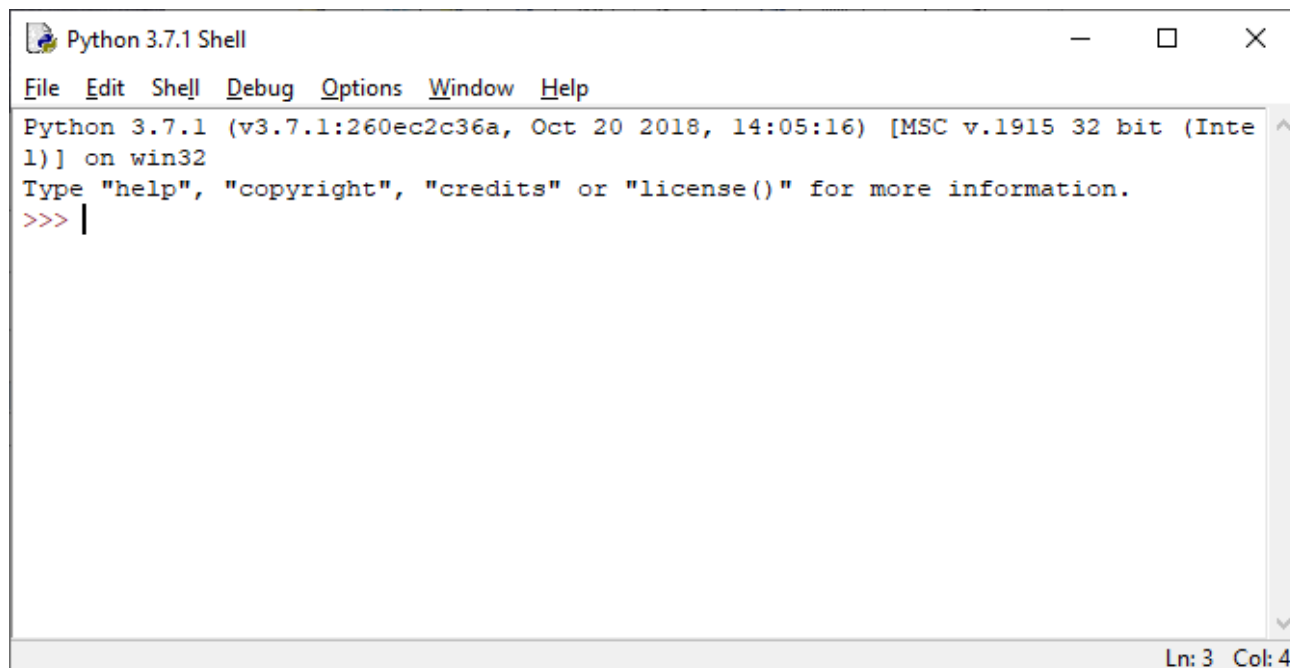 Python 3.7.1 Shell
File Edit Shell Debug Options Window Help
Python 3.7.1 (v3.7.1:260ec2c36a, Oct 20 2018, 14:05:16) [MSC v.1915 32 bit (Inte
l)] on win32
Type "help", "copyright", "credits" or "license()" for more information.
>>>
Ln: 3 Col: 4